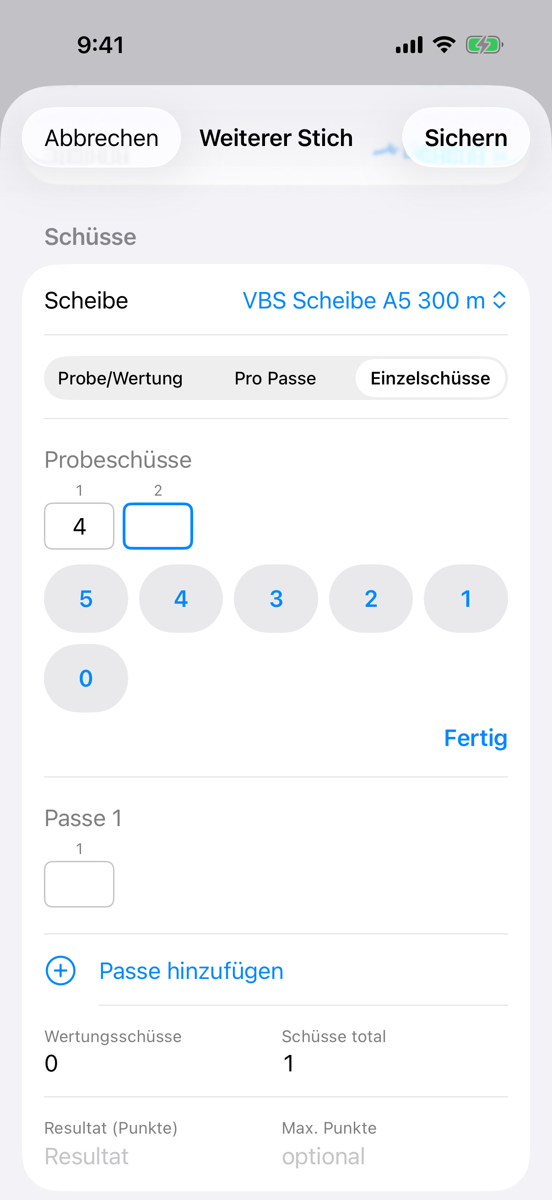 9:41
Abbrechen Weiterer Stich Sichern
Schüsse
Scheibe VBS Scheibe A5 300 m
Probe/Wertung Pro Passe Einzelschüsse
Probeschüsse
1 2
4
5 4 3 2 1
0
Fertig
Passe 1
1
Passe hinzufügen
Wertungsschüsse Schüsse total
0 1
Resultat (Punkte) Max. Punkte
Resultat optional